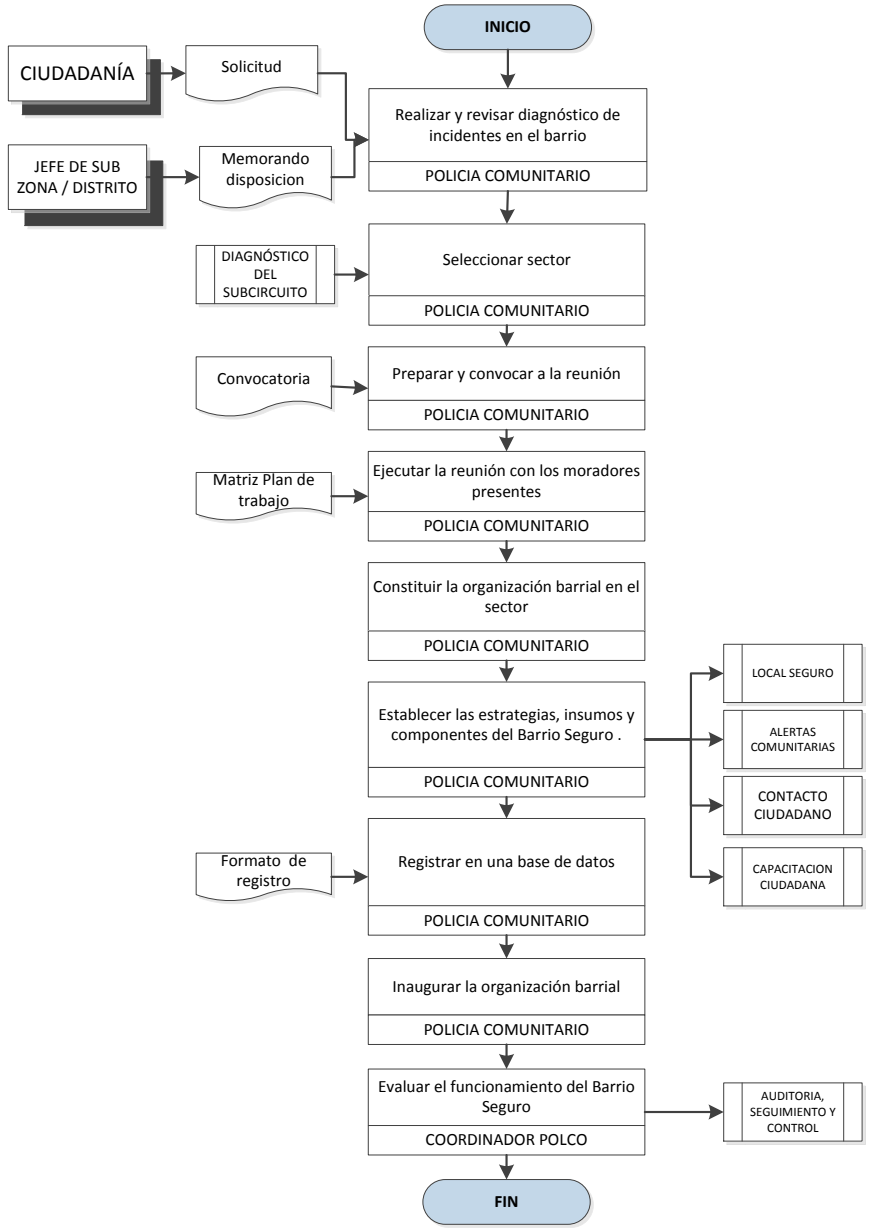 INICIO
CIUDADANÍA
Solicitud
Realizar y revisar diagnóstico de
incidentes en el barrio
POLICIA COMUNITARIO
JEFE DE SUB
ZONA / DISTRITO
Memorando
disposicion
DIAGNÓSTICO
DEL
SUBCIRCUITO
Seleccionar sector
POLICIA COMUNITARIO
Convocatoria
Preparar y convocar a la reunión
POLICIA COMUNITARIO
Matriz Plan de
trabajo
Ejecutar la reunión con los moradores
presentes
POLICIA COMUNITARIO
Constituir la organización barrial en el
sector
POLICIA COMUNITARIO
Establecer las estrategias, insumos y
componentes del Barrio Seguro .
POLICIA COMUNITARIO
LOCAL SEGURO
ALERTAS
COMUNITARIAS
CONTACTO
CIUDADANO
CAPACITACION
CIUDADANA
Formato de
registro
Registrar en una base de datos
POLICIA COMUNITARIO
Inaugurar la organización barrial
POLICIA COMUNITARIO
Evaluar el funcionamiento del Barrio
Seguro
COORDINADOR POLCO
AUDITORIA,
SEGUIMIENTO Y
CONTROL
FIN